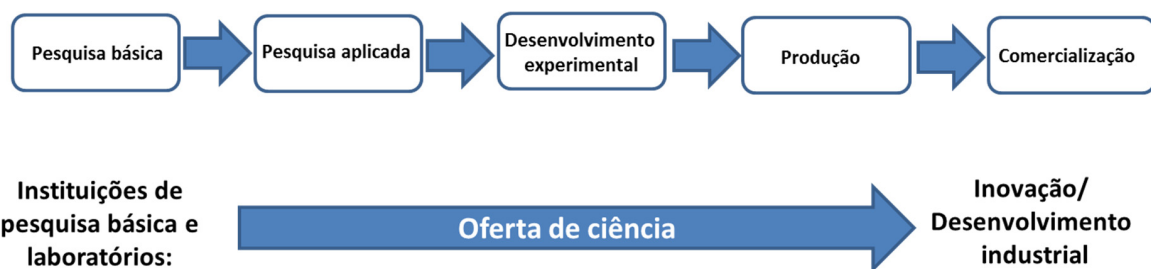 Pesquisa básica
Pesquisa aplicada
Desenvolvimento
experimental
Produção
Comercialização
Instituições de
pesquisa básica e
laboratórios:
Oferta de ciência
Inovação/
Desenvolvimento
industrial